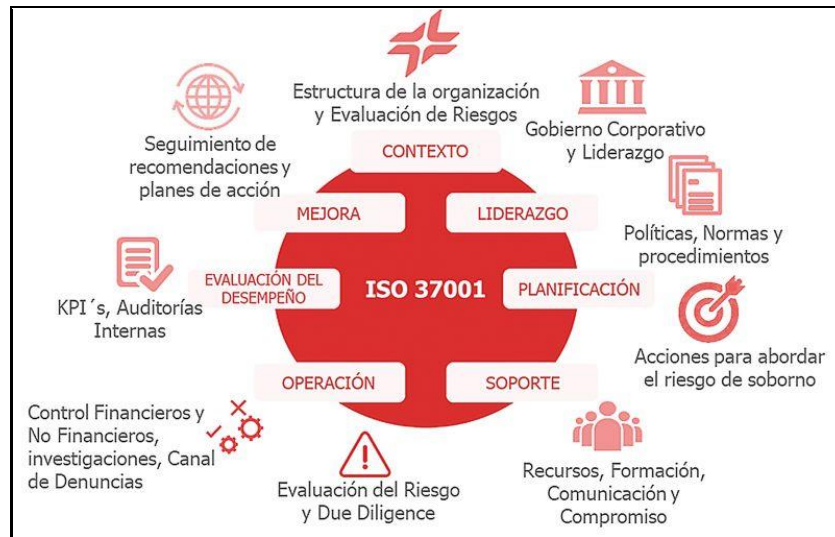 Estructura de la organización
y Evaluación de Riesgos
CONTEXTO
Gobierno Corporativo
y Liderazgo
LIDERAZGO
Políticas, Normas y
procedimientos
PLANIFICACIÓN
Acciones para abordar
el riesgo de soborno
SOPORTE
Recursos, Formación,
Comunicación y
Compromiso
Evaluación del Riesgo
y Due Diligence
OPERACIÓN
Control Financieros y
No Financieros,
investigaciones, Canal
de Denuncias
EVALUACIÓN DEL
DESEMPEÑO
KPI´s, Auditorías
Internas
MEJORA
Seguimiento de
recomendaciones y
planes de acción
ISO 37001